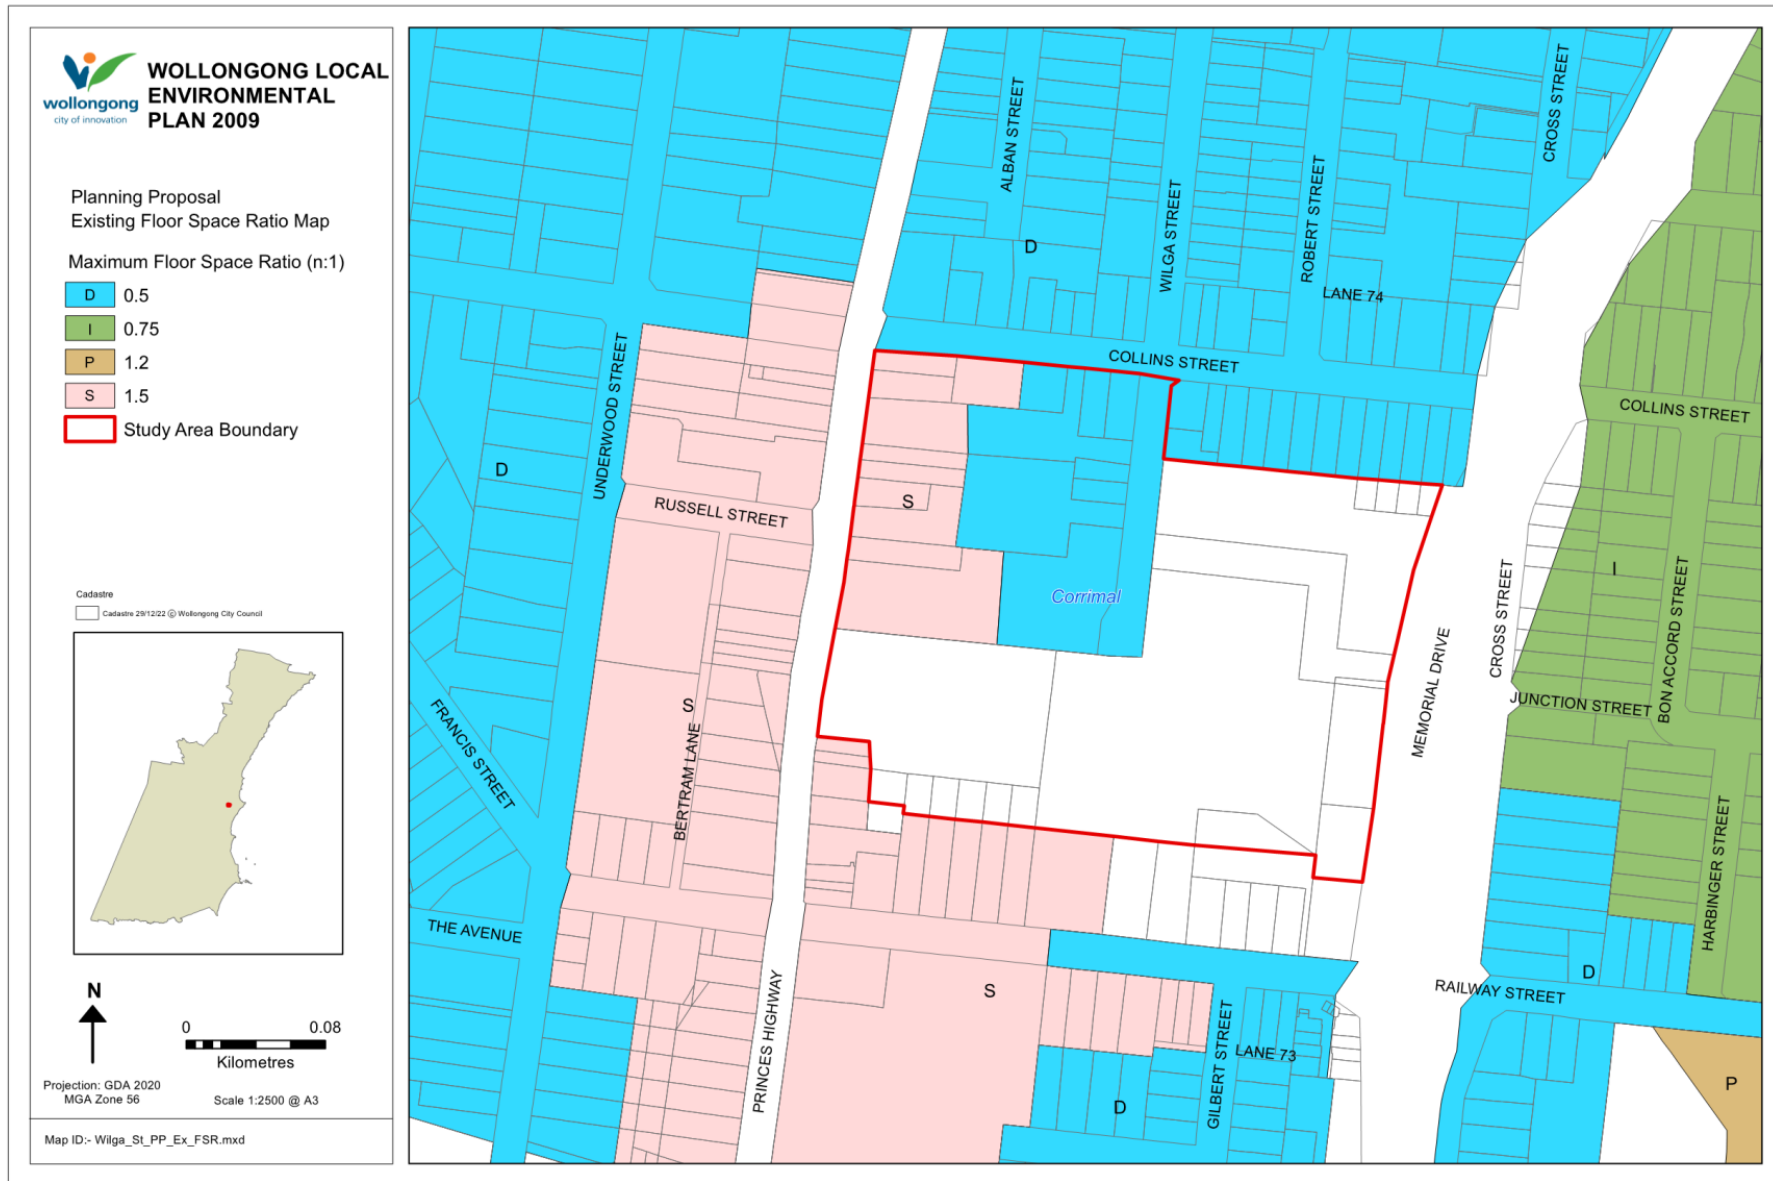 wollongong
city of innovation
WOLLONGONG LOCAL
ENVIRONMENTAL
PLAN 2009
Planning Proposal
Existing Floor Space Ratio Map
Maximum Floor Space Ratio (n:1)
D 0.5
I 0.75
P 1.2
S 1.5
Study Area Boundary
Cadastre
Cadastre 29/12/22 © Wollongong City Council
N
0 0.08
Kilometres
Projection: GDA 2020
MGA Zone 56
Scale 1:2500 @ A3
Map ID:- Wilga_St_PP_Ex_FSR.mxd
ALBAN STREET
WILGA STREET
ROBERT STREET
CROSS STREET
D
LANE 74
COLLINS STREET
COLLINS STREET
UNDERWOOD STREET
D
RUSSELL STREET
S
Corrimal
I
CROSS STREET
BON ACCORD STREET
MEMORIAL DRIVE
JUNCTION STREET
S
BERTRAM LANE
FRANCIS STREET
HARBINGER STREET
THE AVENUE
D
S
RAILWAY STREET
PRINCES HIGHWAY
GILBERT STREET
LANE 73
D
P